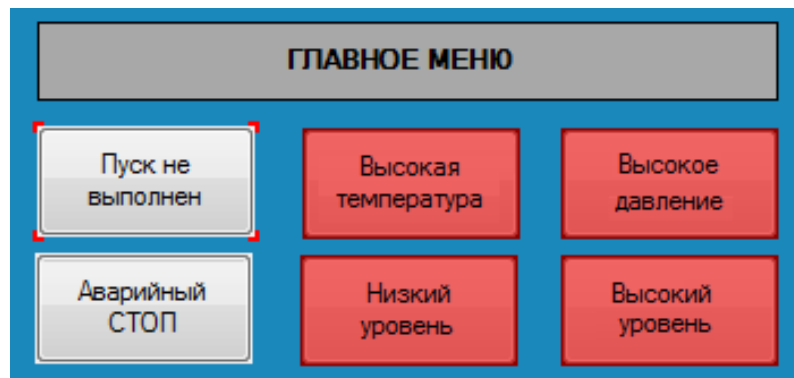 ГЛАВНОЕ МЕНЮ
Пуск не
выполнен
Высокая
температура
Высокое
давление
Аварийный
СТОП
Низкий
уровень
Высокий
уровень